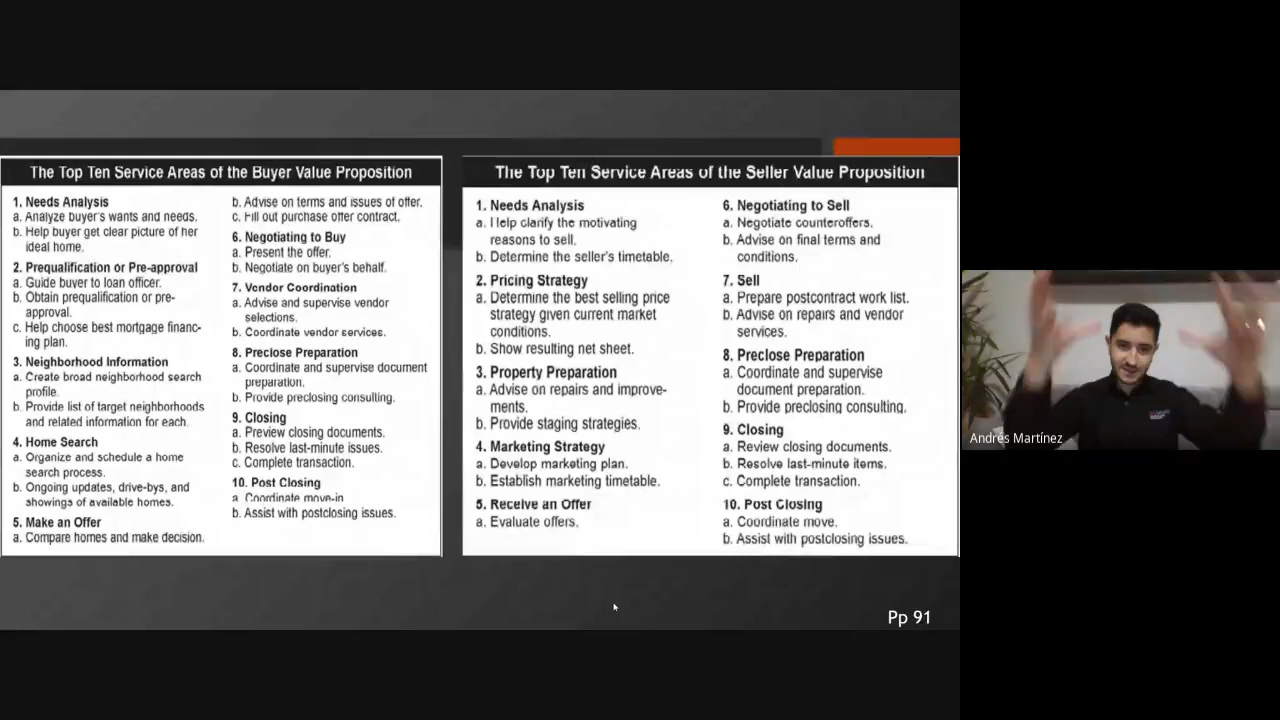 The Top Ten Service Areas of the Buyer Value Proposition
1. Needs Analysis
a. Analyze buyer's wants and needs.
b. Help buyer get clear picture of her
ideal home.
2. Prequalification or Pre-approval
a. Guide buyer to loan officer.
b. Obtain prequalification or pre-
approval.
c. Help choose best mortgage financ-
ing plan.
3. Neighborhood Information
a. Create broad neighborhood search
profile.
b. Provide list of target neighborhoods
and related information for each.
4. Home Search
a. Organize and schedule a home
search process.
b. Ongoing updates, drive-bys, and
showings of available homes.
5. Make an Offer
a. Compare homes and make decision.
b. Advise on terms and issues of offer.
c. Fill out purchase offer contract.
6. Negotiating to Buy
a. Present the offer.
b. Negotiate on buyer's behalf.
7. Vendor Coordination
a. Advise and supervise vendor
selections.
b. Coordinate vendor services.
8. Preclose Preparation
a. Coordinate and supervise document
preparation.
b. Provide preclosing consulting.
9. Closing
a. Preview closing documents.
b. Resolve last-minute issues.
c. Complete transaction.
10. Post Closing
a. Coordinate move-in
b. Assist with postclosing issues.
The Top Ten Service Areas of the Seller Value Proposition
1. Needs Analysis
a. Help clarify the motivating
reasons to sell.
b. Determine the seller's timetable.
2. Pricing Strategy
a. Determine the best selling price
strategy given current market
conditions.
b. Show resulting net sheet.
3. Property Preparation
a. Advise on repairs and improve-
ments.
b. Provide staging strategies.
4. Marketing Strategy
a. Develop marketing plan.
b. Establish marketing timetable.
5. Receive an Offer
a. Evaluate offers.
6. Negotiating to Sell
a. Negotiate counteroffers.
b. Advise on final terms and
conditions.
7. Sell
a. Prepare postcontract work list.
b. Advise on repairs and vendor
services.
8. Preclose Preparation
a. Coordinate and supervise
document preparation.
b. Provide preclosing consulting.
9. Closing
a. Review closing documents.
b. Resolve last-minute items.
c. Complete transaction.
10. Post Closing
a. Coordinate move.
b. Assist with postclosing issues.
Pp 91
Andrés Martínez